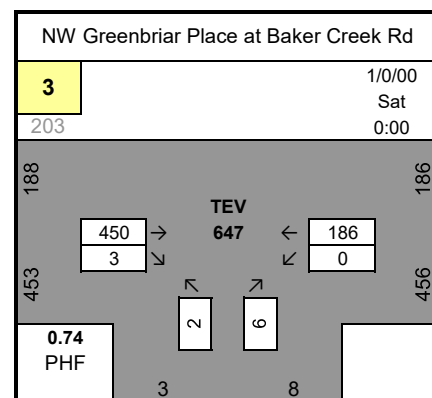 NW Greenbriar Place at Baker Creek Rd
3
1/0/00
Sat
203
0:00
188
186
TEV
450 → 647 ← 186
3 ↘ ↙ 0
↖ ↗
453
2
6
456
0.74
PHF
3
8